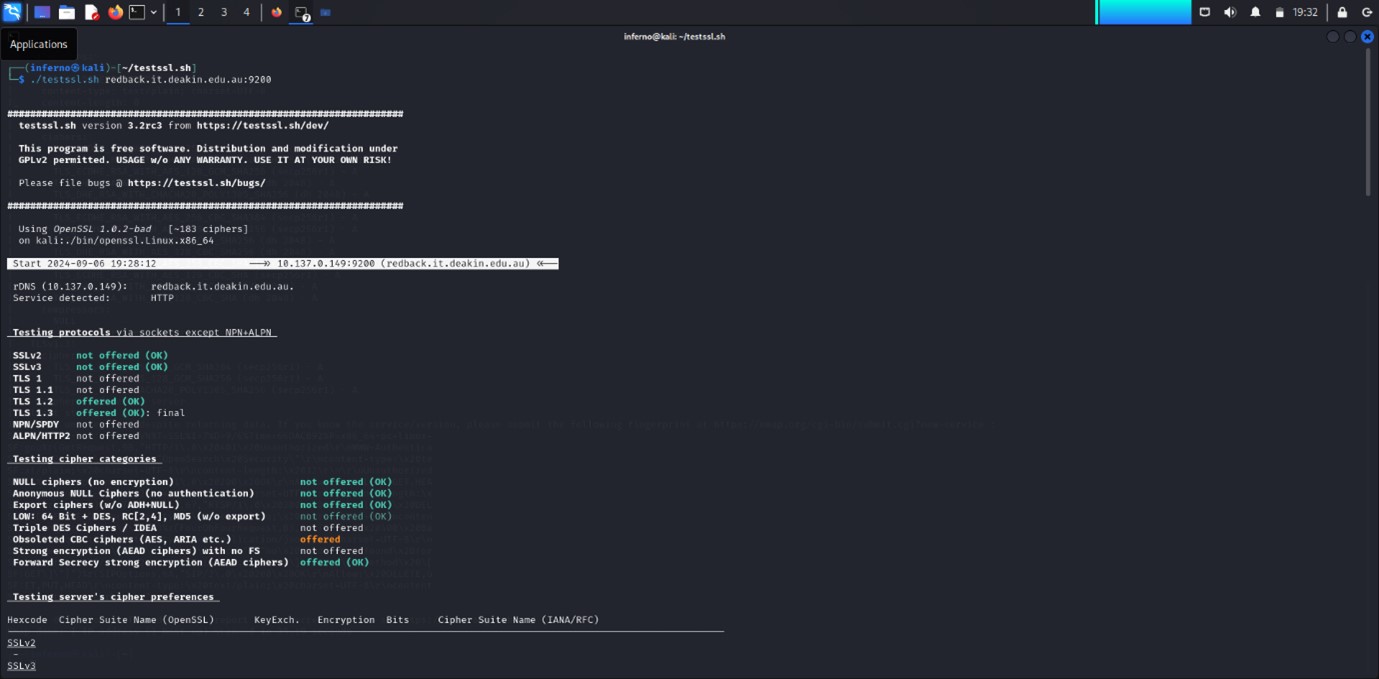 1 2 3 4 7 19:32
Applications
inferno@kali: ~/testssl.sh
┌──(inferno㉿kali)-[~/testssl.sh]
└─$ ./testssl.sh redback.it.deakin.edu.au:9200
###########################################################
testssl.sh version 3.2rc3 from https://testssl.sh/dev/
This program is free software. Distribution and modification under
GPLv2 permitted. USAGE w/o ANY WARRANTY. USE IT AT YOUR OWN RISK!
Please file bugs @ https://testssl.sh/bugs/
###########################################################
Using OpenSSL 1.0.2-bad [~183 ciphers]
on kali:./bin/openssl.Linux.x86_64
Start 2024-09-06 19:28:12 -->> 10.137.0.149:9200 (redback.it.deakin.edu.au) <<--
rDNS (10.137.0.149): redback.it.deakin.edu.au.
Service detected: HTTP
Testing protocols via sockets except NPN+ALPN
SSLv2 not offered (OK)
SSLv3 not offered (OK)
TLS 1 not offered
TLS 1.1 not offered
TLS 1.2 offered (OK)
TLS 1.3 offered (OK): final
NPN/SPDY not offered
ALPN/HTTP2 not offered
Testing cipher categories
NULL ciphers (no encryption) not offered (OK)
Anonymous NULL Ciphers (no authentication) not offered (OK)
Export ciphers (w/o ADH+NULL) not offered (OK)
LOW: 64 Bit + DES, RC[2,4], MD5 (w/o export) not offered (OK)
Triple DES Ciphers / IDEA not offered
Obsoleted CBC ciphers (AES, ARIA etc.) offered
Strong encryption (AEAD ciphers) with no FS not offered
Forward Secrecy strong encryption (AEAD ciphers) offered (OK)
Testing server's cipher preferences
Hexcode Cipher Suite Name (OpenSSL) KeyExch. Encryption Bits Cipher Suite Name (IANA/RFC)
SSLv2
-
SSLv3